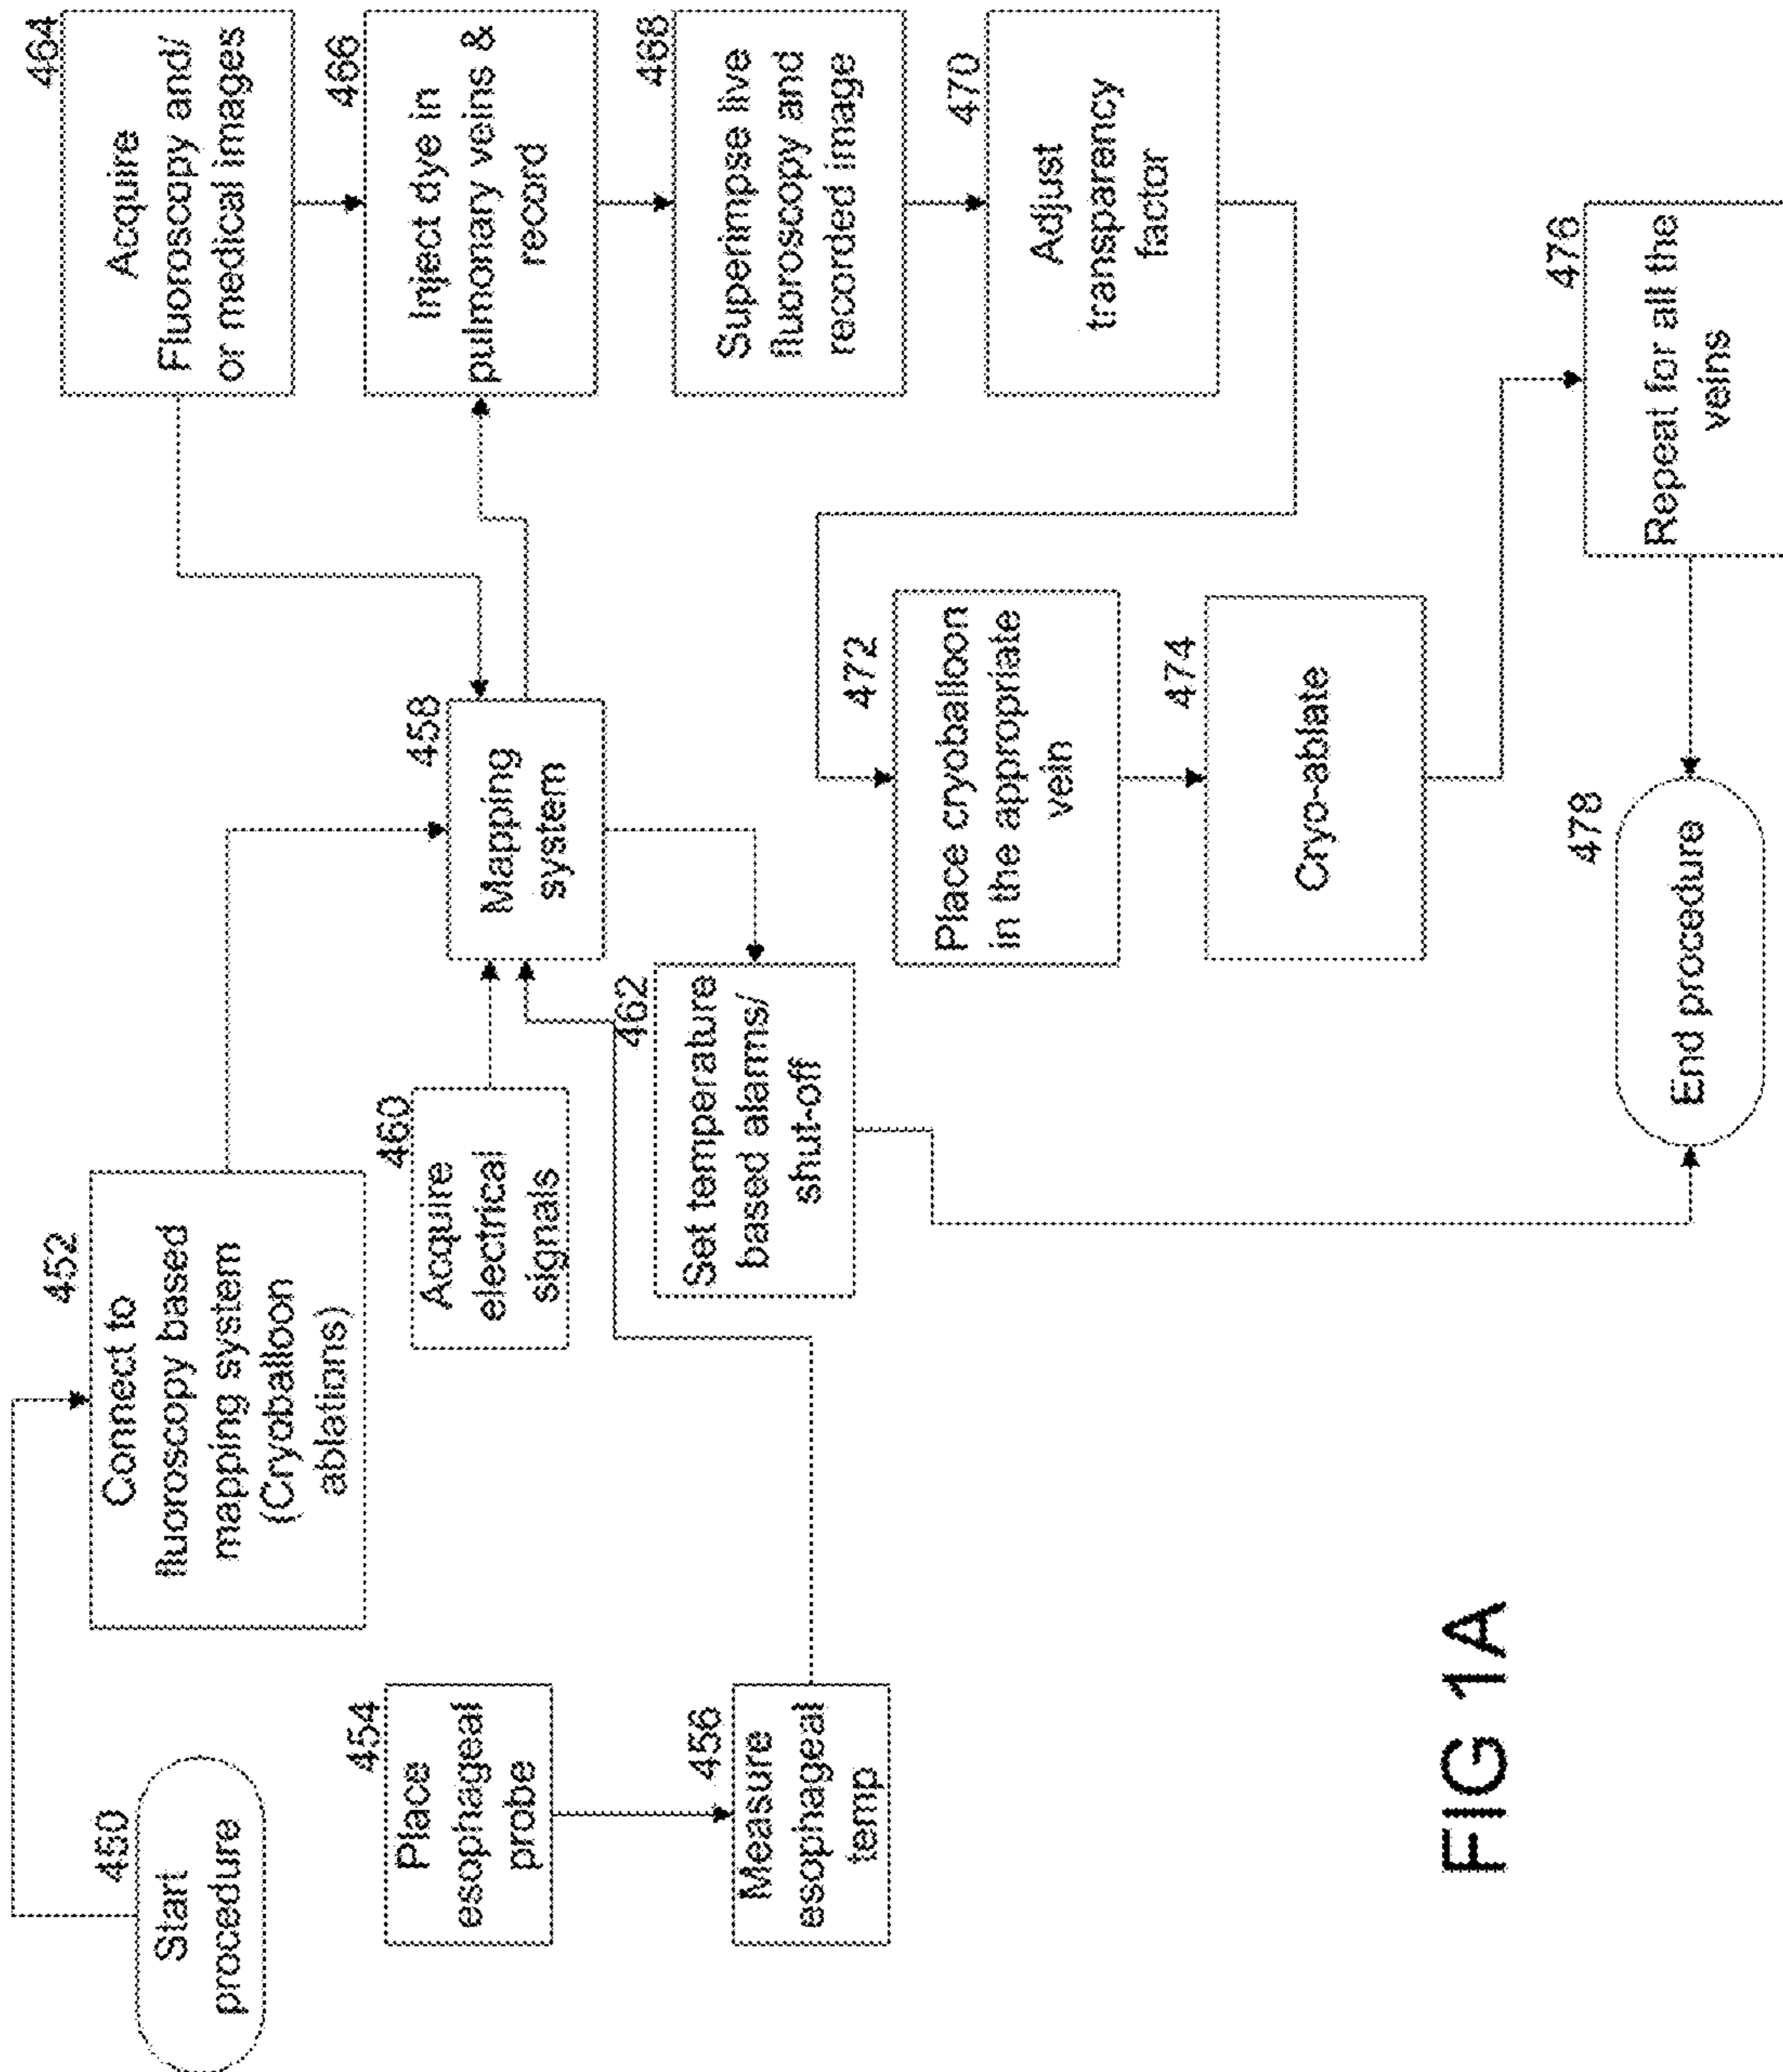 450
Start
procedure
452
Connect to
fluoroscopy based
mapping system
(Cryoballoon
ablations)
454
Place
esophageal
probe
456
Measure
esophageal
temp
458
Mapping
system
460
Acquire
electrical
signals
462
Set temperature
based alarms/
shut-off
464
Acquire
Fluoroscopy and/
or medical images
466
Inject dye in
pulmonary veins &
record
468
Superimpse live
fluoroscopy and
recorded image
470
Adjust
transparency
factor
472
Place cryoballoon
in the appropriate
vein
474
Cryo-ablate
476
Repeat for all the
veins
478
End procedure
FIG 1A